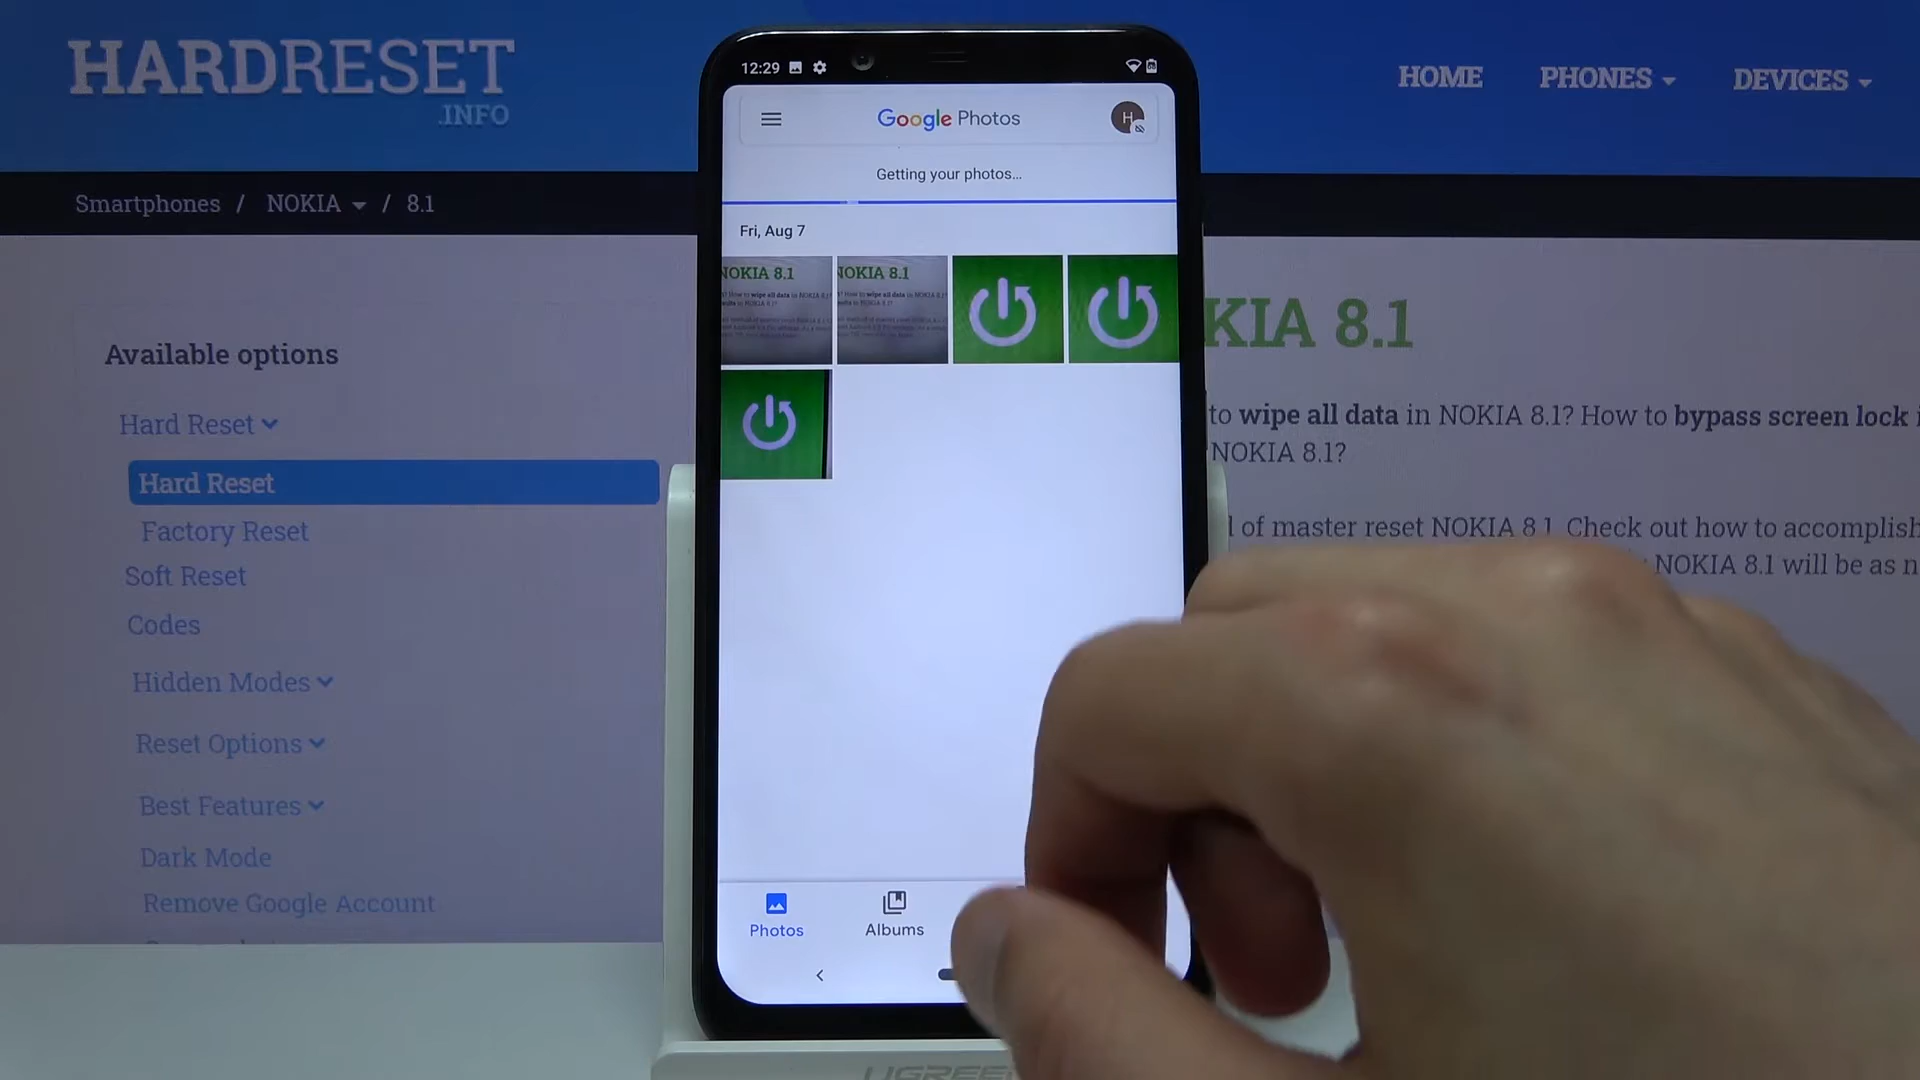 HARDRESET
.INFO
HOME
PHONES
DEVICES
Smartphones / NOKIA / 8.1
Available options
Hard Reset
Hard Reset
Factory Reset
Soft Reset
Codes
Hidden Modes
Reset Options
Best Features
Dark Mode
Remove Google Account
12:29
Google Photos
H
Getting your photos...
Fri, Aug 7
NOKIA 8.1
NOKIA 8.1
Photos
Albums
KIA 8.1
to wipe all data in NOKIA 8.1? How to bypass screen lock
NOKIA 8.1?
of master reset NOKIA 8.1. Check out how to accomplish
NOKIA 8.1 will be as
UGREEN